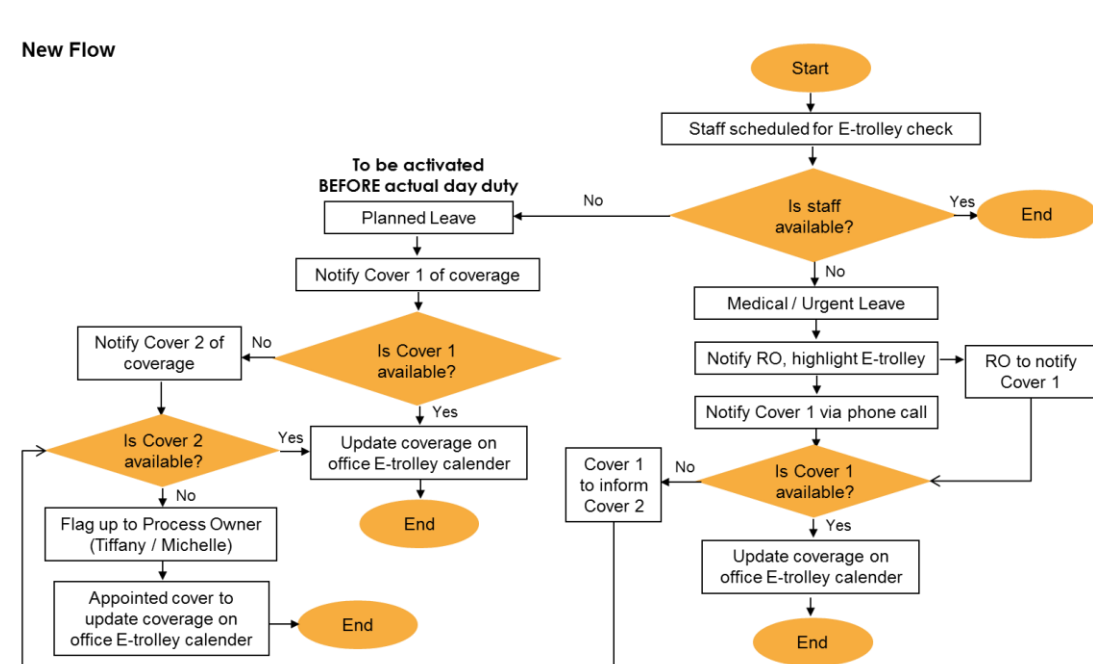 New Flow
Start
Staff scheduled for E-trolley check
To be activated
BEFORE actual day duty
Is staff
available?
Yes
End
No
Planned Leave
No
Notify Cover 1 of coverage
Medical / Urgent Leave
Is Cover 1
available?
No
Notify Cover 2 of
coverage
Notify RO, highlight E-trolley
RO to notify
Cover 1
Yes
Notify Cover 1 via phone call
Is Cover 2
available?
Yes
Update coverage on
office E-trolley calender
Is Cover 1
available?
No
Cover 1
to inform
Cover 2
No
End
Yes
Flag up to Process Owner
(Tiffany / Michelle)
Update coverage on
office E-trolley calender
Appointed cover to
update coverage on
office E-trolley calender
End
End